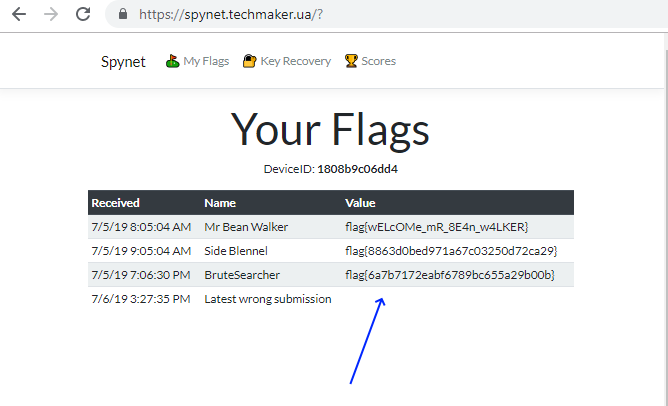 https://spynet.techmaker.ua/?
Spynet My Flags Key Recovery Scores
Your Flags
DeviceID: 1808b9c06dd4
Received Name Value
7/5/19 8:05:04 AM Mr Bean Walker flag{wELcOMe_mR_8E4n_w4LKER}
7/5/19 9:05:04 AM Side Blennel flag{8863d0bed971a67c03250d72ca29}
7/5/19 7:06:30 PM BruteSearcher flag{6a7b7172eabf6789bc655a29b00b}
7/6/19 3:27:35 PM Latest wrong submission